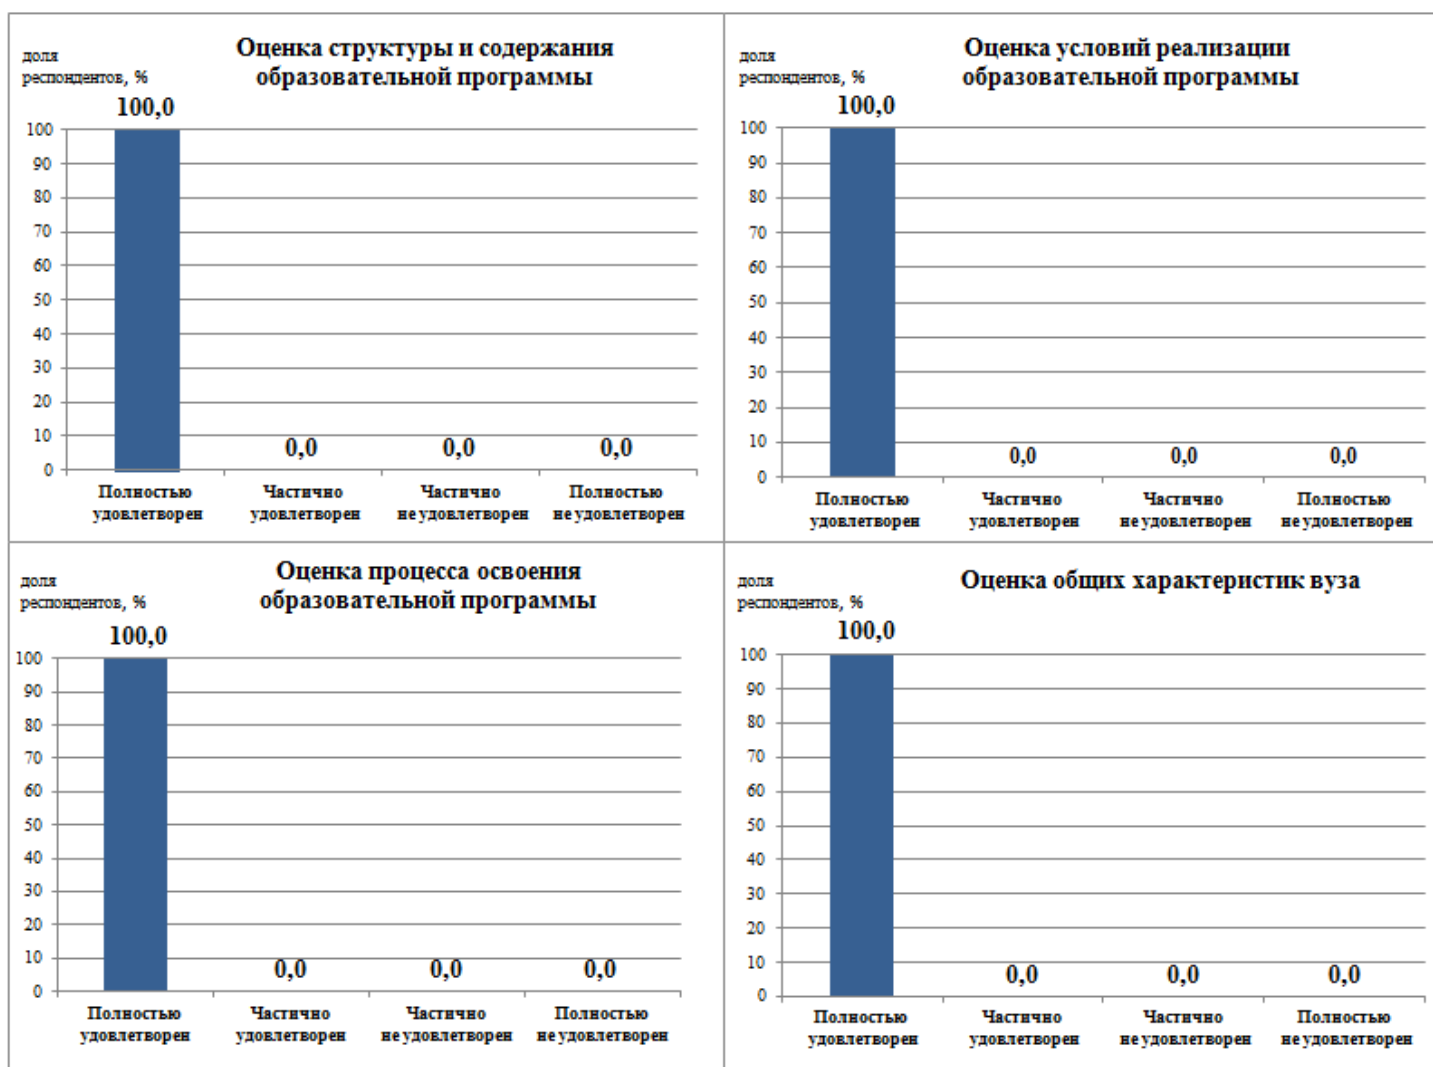 Оценка структуры и содержания
образовательной программы
доля
респондентов, %
100,0
100
90
80
70
60
50
40
30
20
10
0
0,0
0,0
0,0
Полностью
удовлетворен
Частично
удовлетворен
Частично
не удовлетворен
Полностью
не удовлетворен
Оценка условий реализации
образовательной программы
доля
респондентов, %
100,0
100
90
80
70
60
50
40
30
20
10
0
0,0
0,0
0,0
Полностью
удовлетворен
Частично
удовлетворен
Частично
не удовлетворен
Полностью
не удовлетворен
Оценка процесса освоения
образовательной программы
доля
респондентов, %
100,0
100
90
80
70
60
50
40
30
20
10
0
0,0
0,0
0,0
Полностью
удовлетворен
Частично
удовлетворен
Частично
не удовлетворен
Полностью
не удовлетворен
Оценка общих характеристик вуза
доля
респондентов, %
100,0
100
90
80
70
60
50
40
30
20
10
0
0,0
0,0
0,0
Полностью
удовлетворен
Частично
удовлетворен
Частично
не удовлетворен
Полностью
не удовлетворен